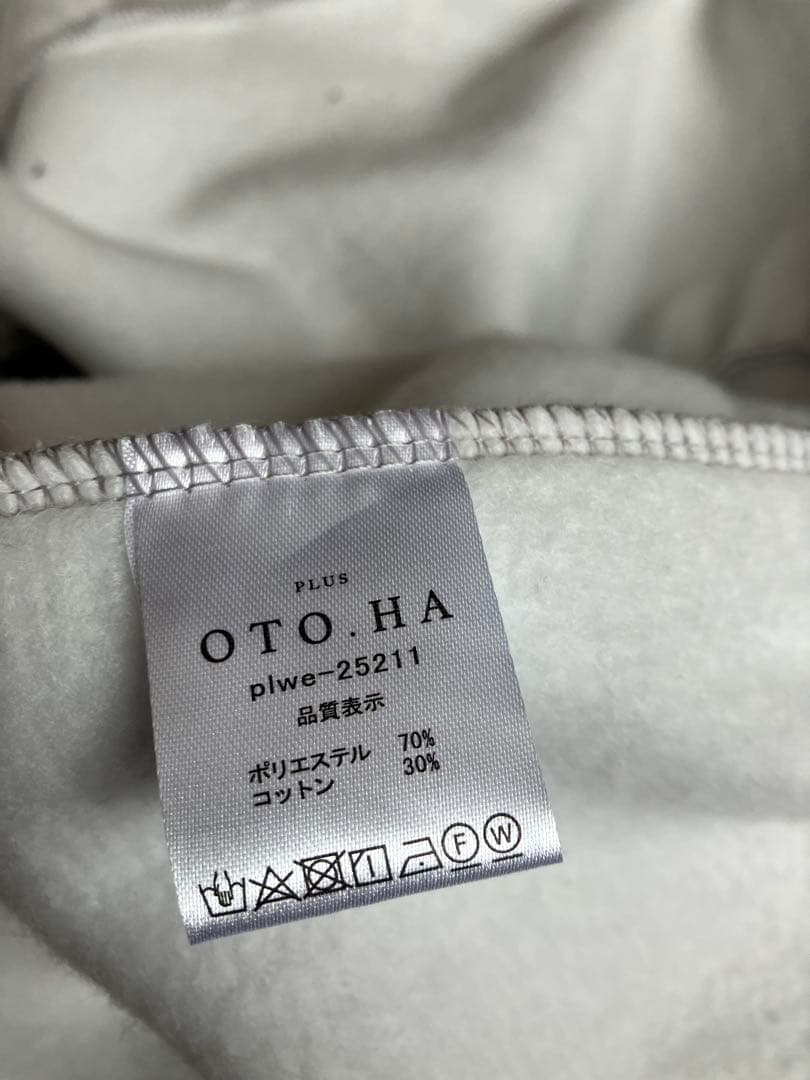 PLUS
OTO.HA
plwe-25211
品質表示
ポリエステル 70%
コットン 30%
F W